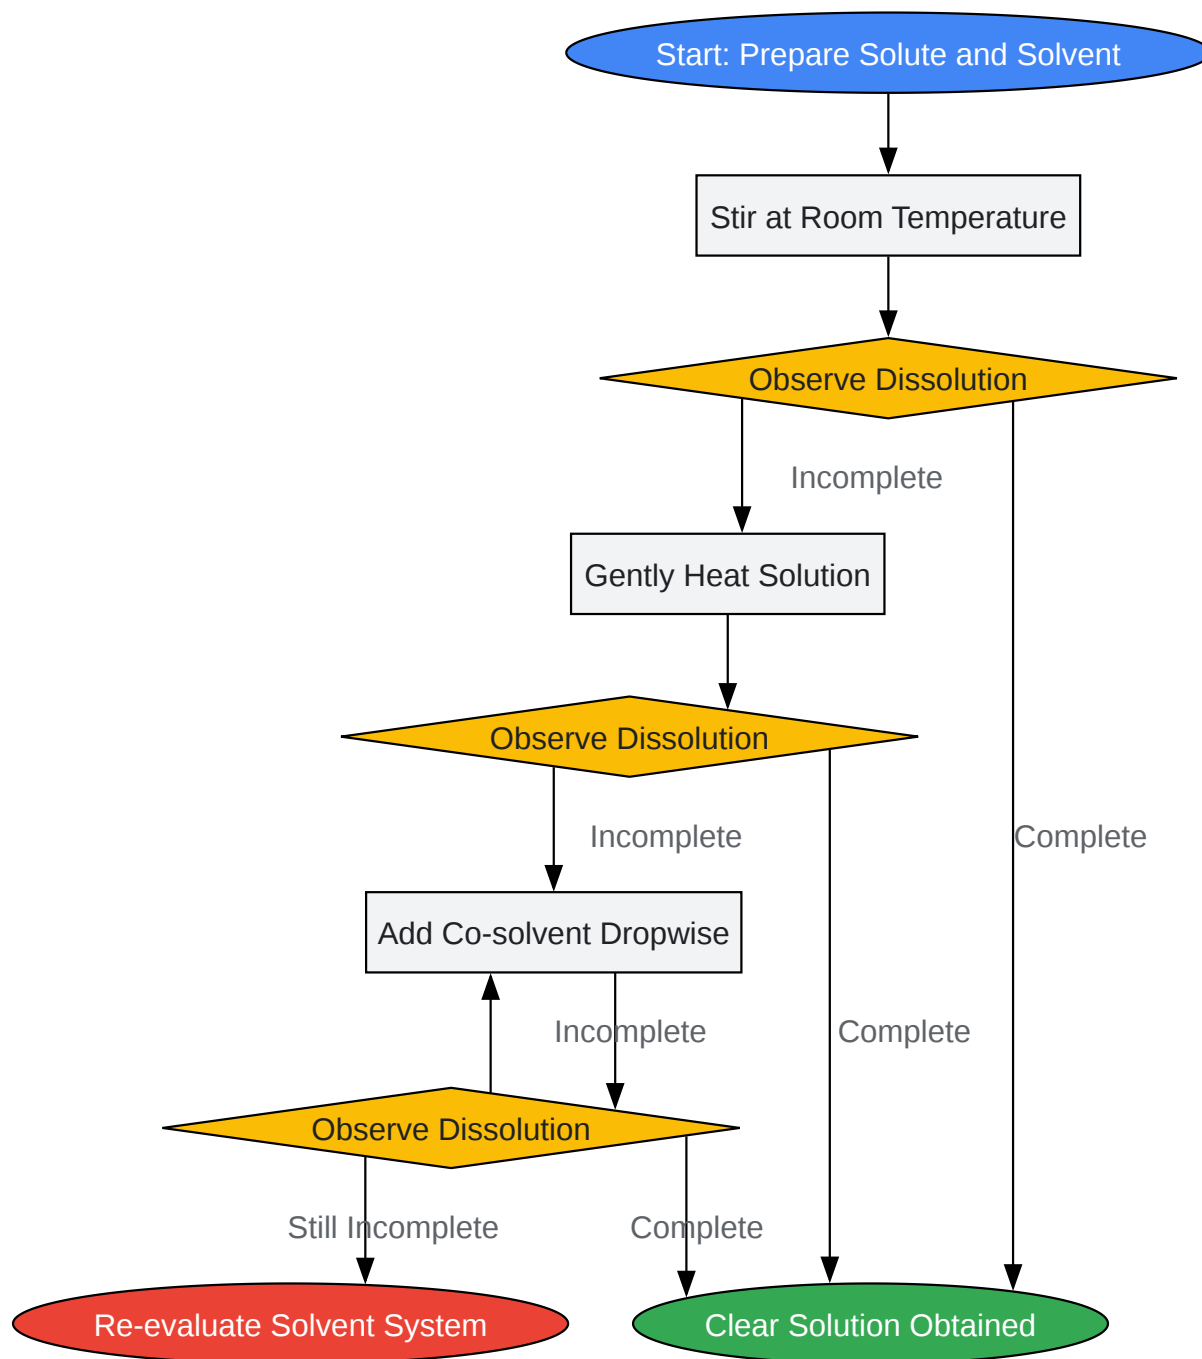 Start: Prepare Solute and Solvent
Stir at Room Temperature
Observe Dissolution
Incomplete
Gently Heat Solution
Observe Dissolution
Incomplete
Complete
Add Co-solvent Dropwise
Incomplete
Complete
Observe Dissolution
Still Incomplete
Complete
Re-evaluate Solvent System
Clear Solution Obtained